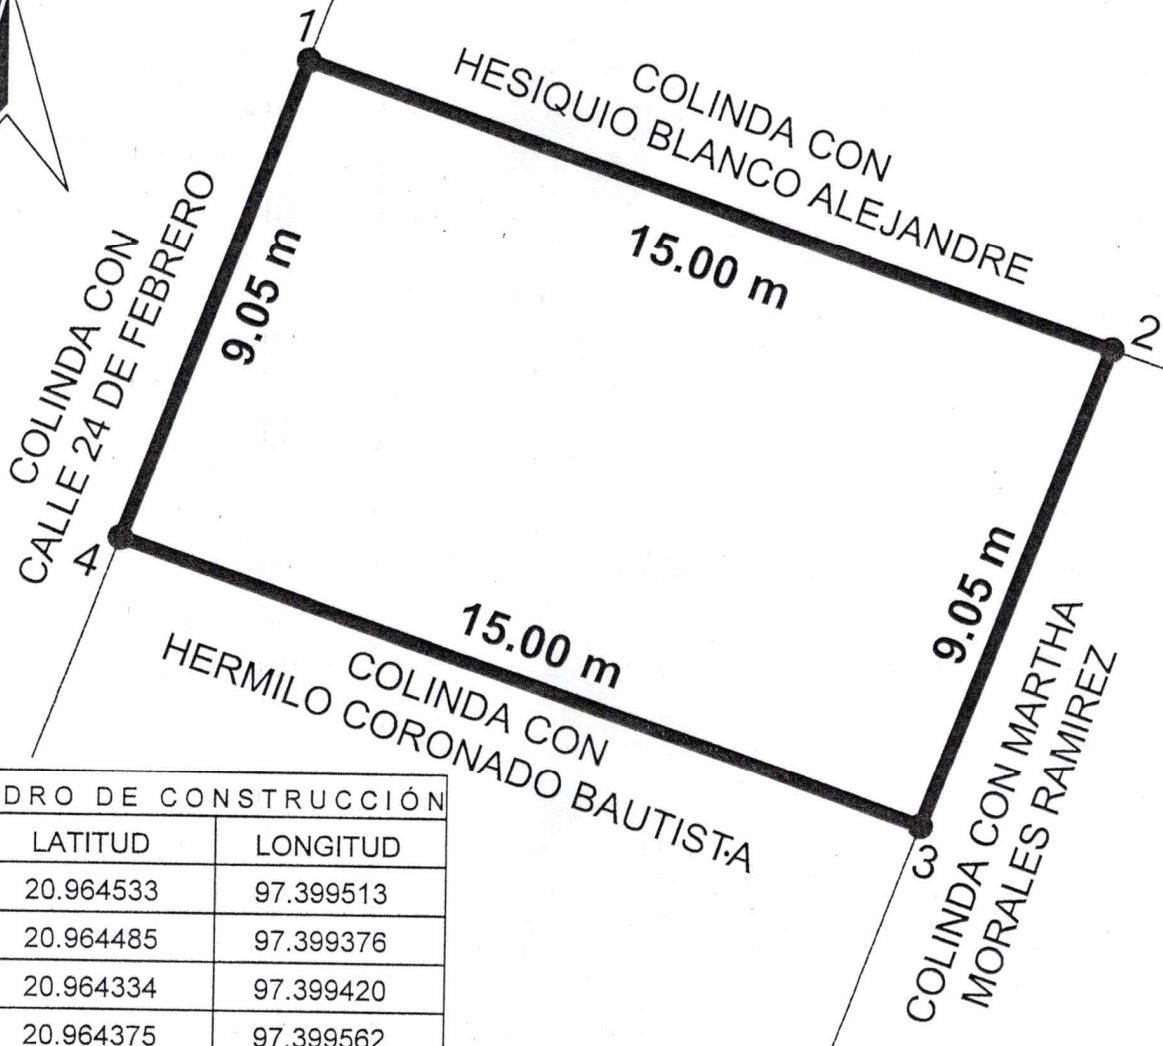 1
COLINDA CON
HESIQUIO BLANCO ALEJANDRE
15.00 m
2
COLINDA CON
CALLE 24 DE FEBRERO
9.05 m
4
9.05 m
COLINDA CON MARTHA
MORALES RAMIREZ
15.00 m
COLINDA CON
HERMILO CORONADO BAUTISTA
3
DRO DE CONSTRUCCIÓN
LATITUD LONGITUD
20.964533 97.399513
20.964485 97.399376
20.964334 97.399420
20.964375 97.399562